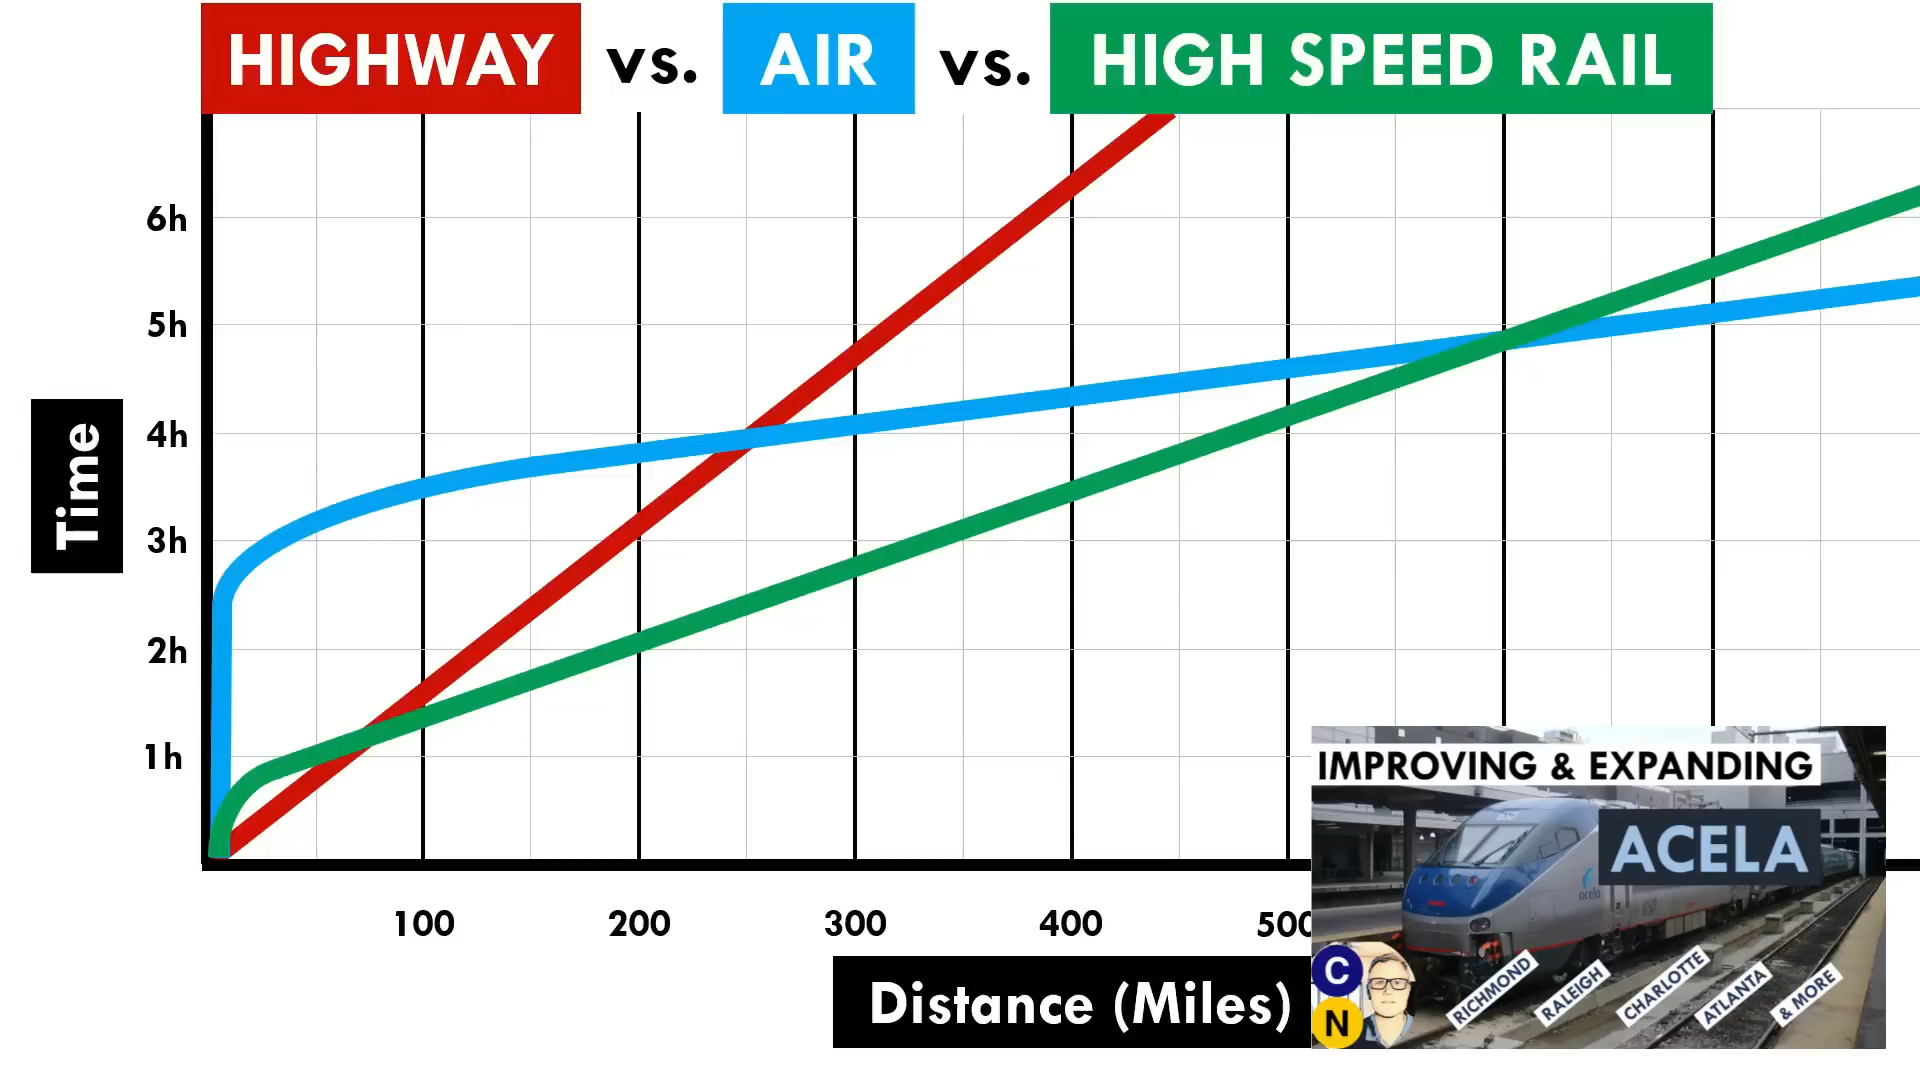 HIGHWAY vs. AIR vs. HIGH SPEED RAIL
6h
5h
4h
3h
2h
1h
Time
100 200 300 400 500
Distance (Miles)
IMPROVING & EXPANDING
ACELA
acela
C
N
RICHMOND
RALEIGH
CHARLOTTE
ATLANTA
& MORE